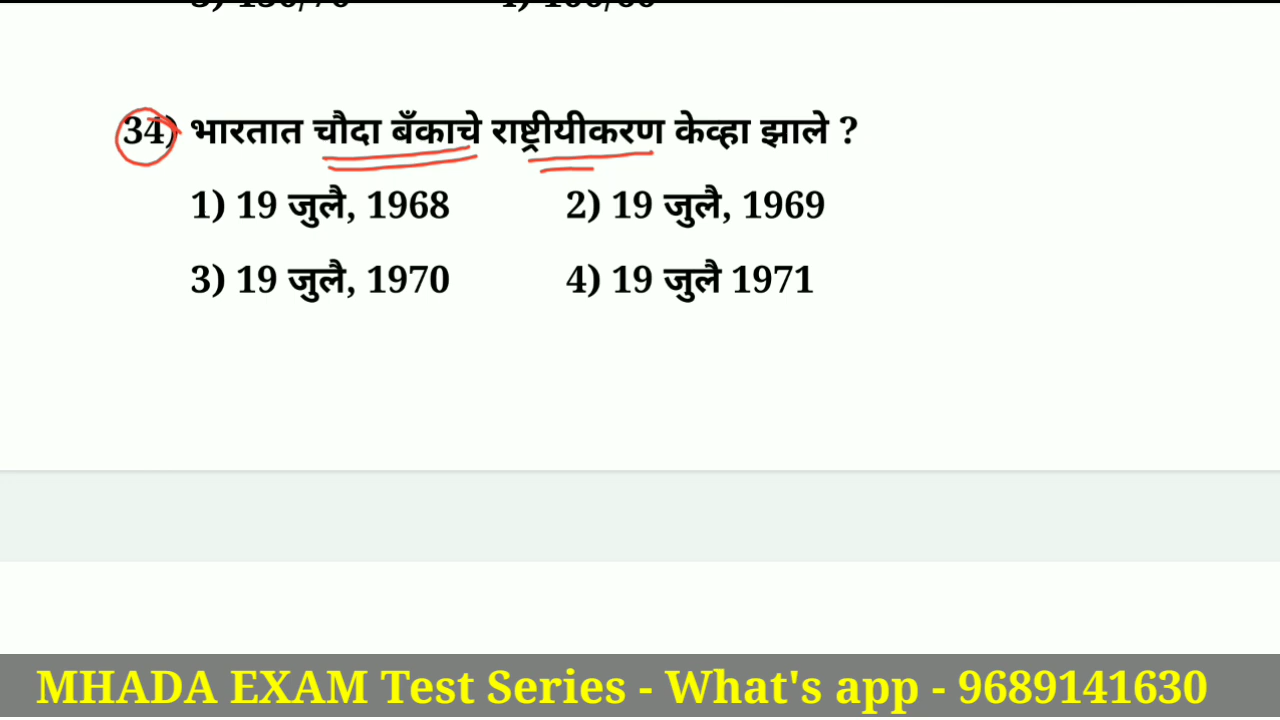 34) भारतात चौदा बँकाचे राष्ट्रीयीकरण केव्हा झाले ?
1) 19 जुलै, 1968 2) 19 जुलै, 1969
3) 19 जुलै, 1970 4) 19 जुलै 1971
MHADA EXAM Test Series - What's app - 9689141630